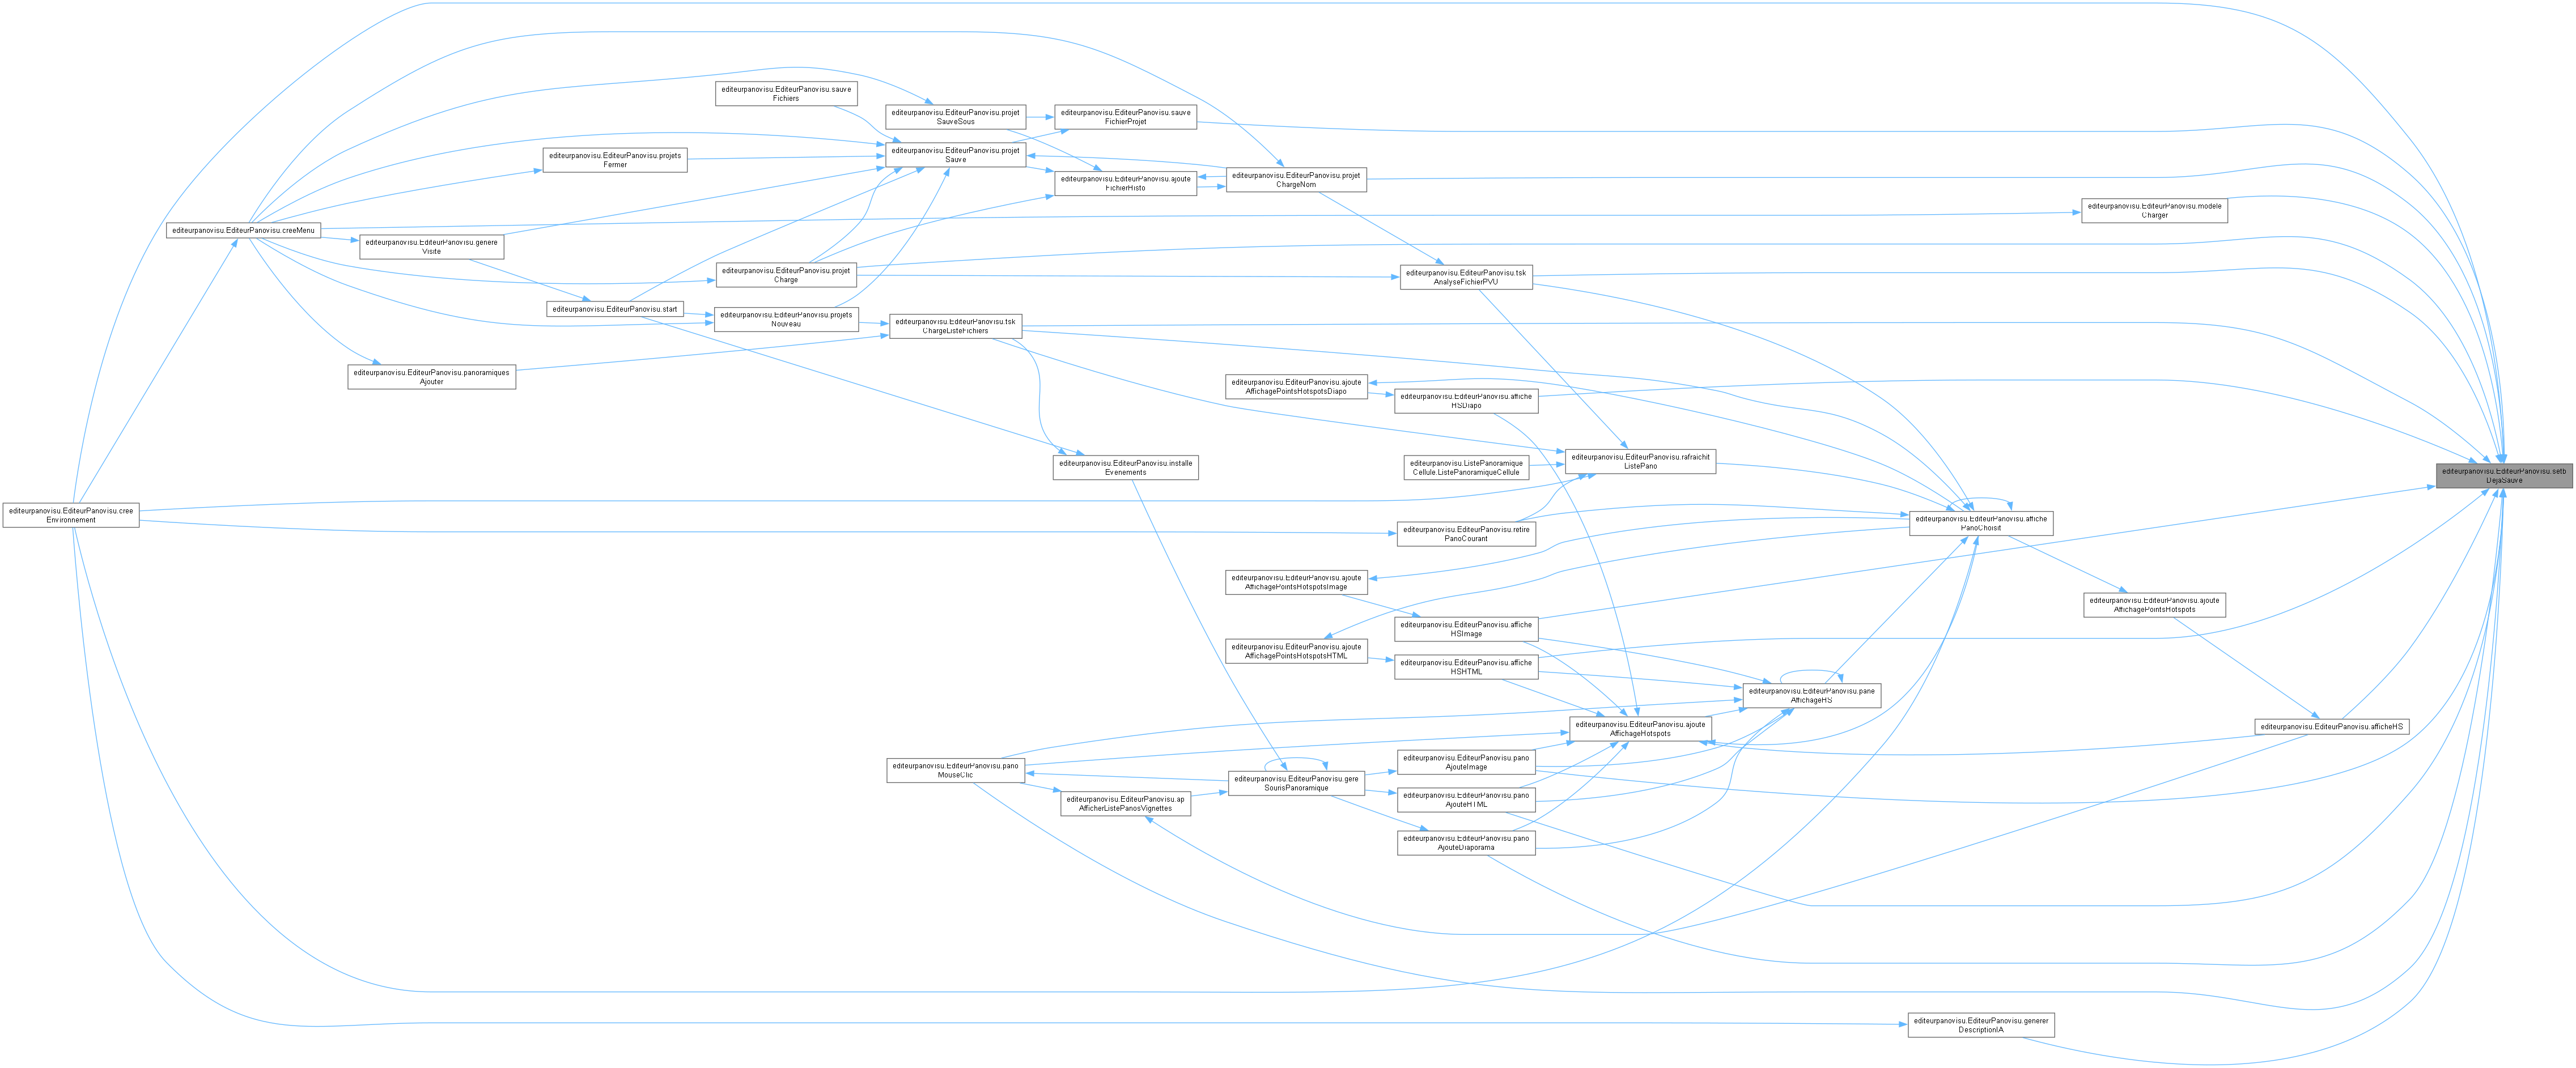 editeurpanovisu.EditeurPanovisu.cree
Environnement
editeurpanovisu.EditeurPanovisu.creeMenu
editeurpanovisu.EditeurPanovisu.genere
Visite
editeurpanovisu.EditeurPanovisu.panoramiques
Ajouter
editeurpanovisu.EditeurPanovisu.projets
Fermer
editeurpanovisu.EditeurPanovisu.start
editeurpanovisu.EditeurPanovisu.sauve
Fichiers
editeurpanovisu.EditeurPanovisu.projet
Charge
editeurpanovisu.EditeurPanovisu.projets
Nouveau
editeurpanovisu.EditeurPanovisu.projet
SauveSous
editeurpanovisu.EditeurPanovisu.projet
Sauve
editeurpanovisu.EditeurPanovisu.tsk
ChargeListeFichiers
editeurpanovisu.EditeurPanovisu.pano
MouseClic
editeurpanovisu.EditeurPanovisu.sauve
FichierProjet
editeurpanovisu.EditeurPanovisu.ajoute
FichierHisto
editeurpanovisu.EditeurPanovisu.installe
Evenements
editeurpanovisu.EditeurPanovisu.ap
AfficherListePanosVignettes
editeurpanovisu.EditeurPanovisu.projet
ChargeNom
editeurpanovisu.EditeurPanovisu.ajoute
AffichagePointsHotspotsDiapo
editeurpanovisu.EditeurPanovisu.ajoute
AffichagePointsHotspotsImage
editeurpanovisu.EditeurPanovisu.ajoute
AffichagePointsHotspotsHTML
editeurpanovisu.EditeurPanovisu.gere
SourisPanoramique
editeurpanovisu.EditeurPanovisu.tsk
AnalyseFichierPVU
editeurpanovisu.EditeurPanovisu.affiche
HSDiapo
editeurpanovisu.ListePanoramique
Cellule.ListePanoramiqueCellule
editeurpanovisu.EditeurPanovisu.retire
PanoCourant
editeurpanovisu.EditeurPanovisu.affiche
HSImage
editeurpanovisu.EditeurPanovisu.affiche
HSHTML
editeurpanovisu.EditeurPanovisu.pano
AjouteImage
editeurpanovisu.EditeurPanovisu.pano
AjouteHTML
editeurpanovisu.EditeurPanovisu.pano
AjouteDiaporama
editeurpanovisu.EditeurPanovisu.rafraichit
ListePano
editeurpanovisu.EditeurPanovisu.ajoute
AffichageHotspots
editeurpanovisu.EditeurPanovisu.pane
AffichageHS
editeurpanovisu.EditeurPanovisu.affiche
PanoChoisit
editeurpanovisu.EditeurPanovisu.generer
DescriptionIA
editeurpanovisu.EditeurPanovisu.modele
Charger
editeurpanovisu.EditeurPanovisu.ajoute
AffichagePointsHotspots
editeurpanovisu.EditeurPanovisu.afficheHS
editeurpanovisu.EditeurPanovisu.setb
DejaSauve